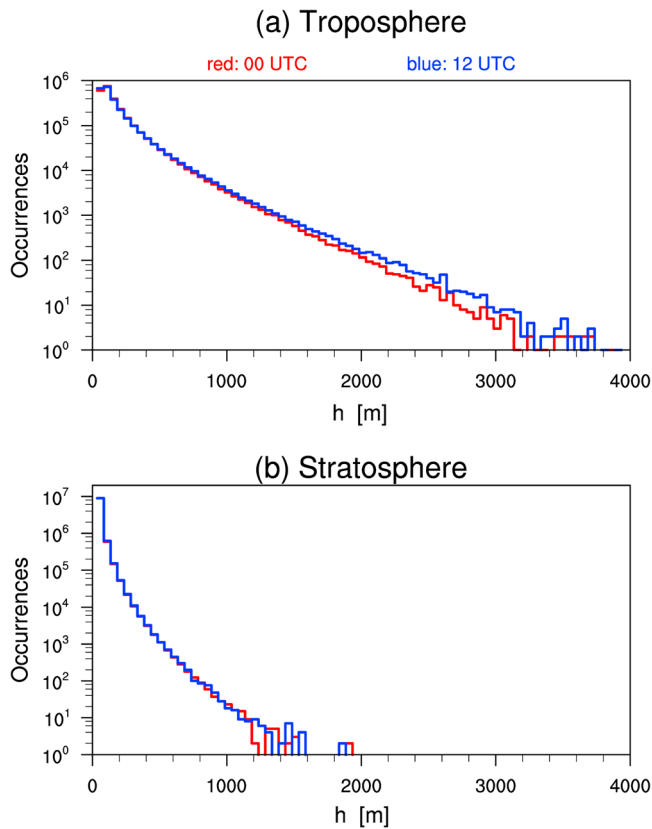 (a) Troposphere
red: 00 UTC blue: 12 UTC
10^6
10^5
10^4
10^3
10^2
10^1
10^0
Occurrences
0 1000 2000 3000 4000
h [m]
(b) Stratosphere
10^7
10^6
10^5
10^4
10^3
10^2
10^1
10^0
Occurrences
0 1000 2000 3000 4000
h [m]